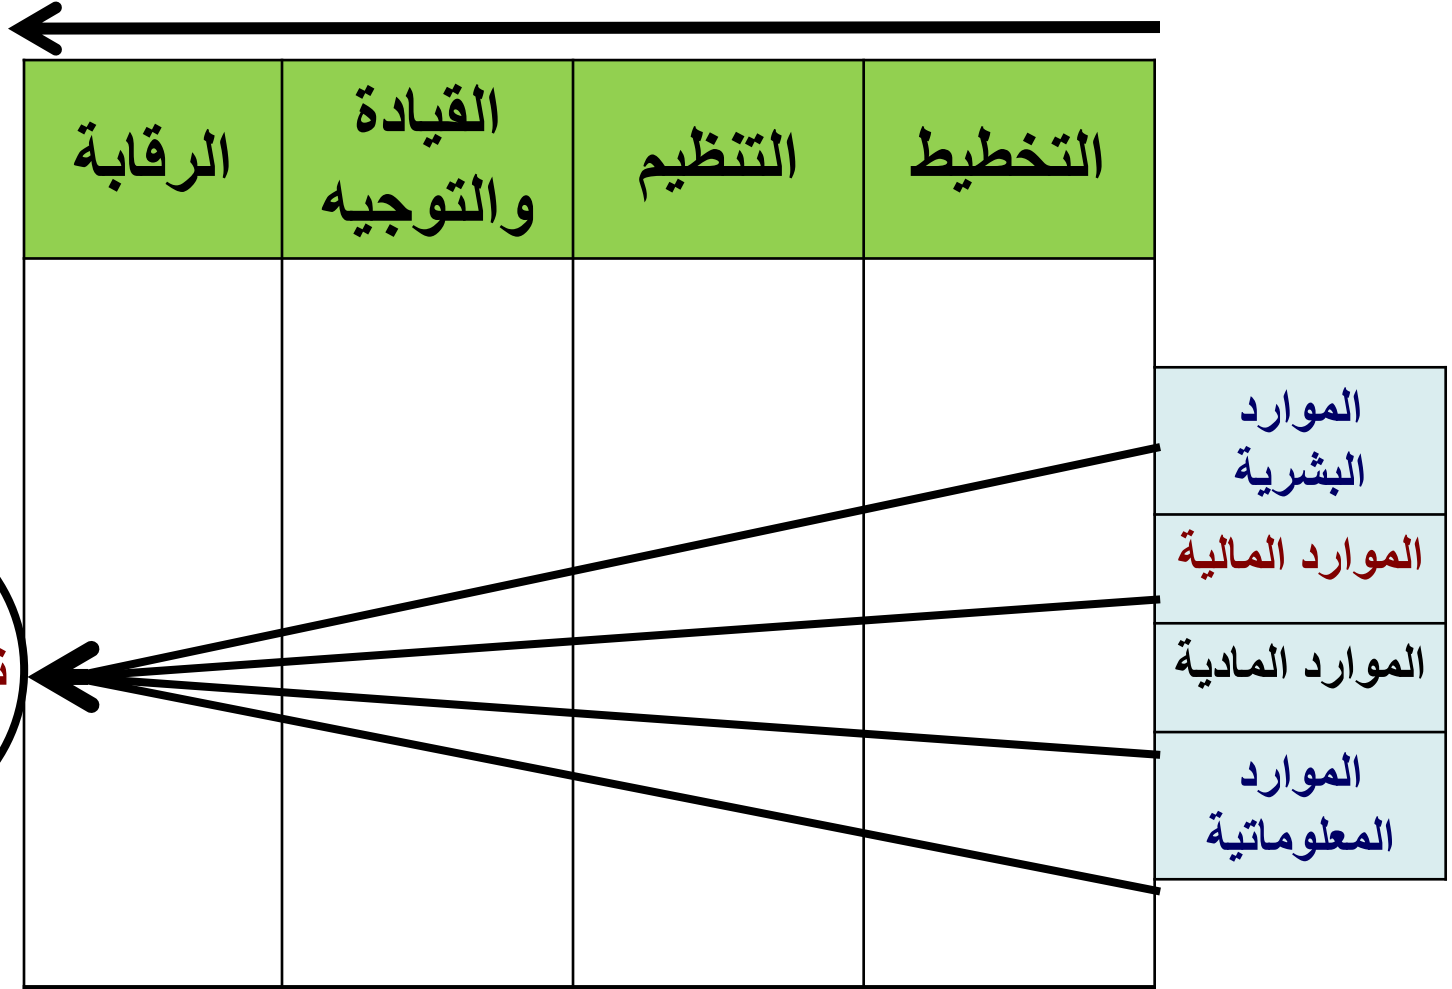 التخطيط
التنظيم
القيادة
والتوجيه
الرقابة
الموارد
البشرية
الموارد المالية
الموارد المادية
الموارد
المعلوماتية